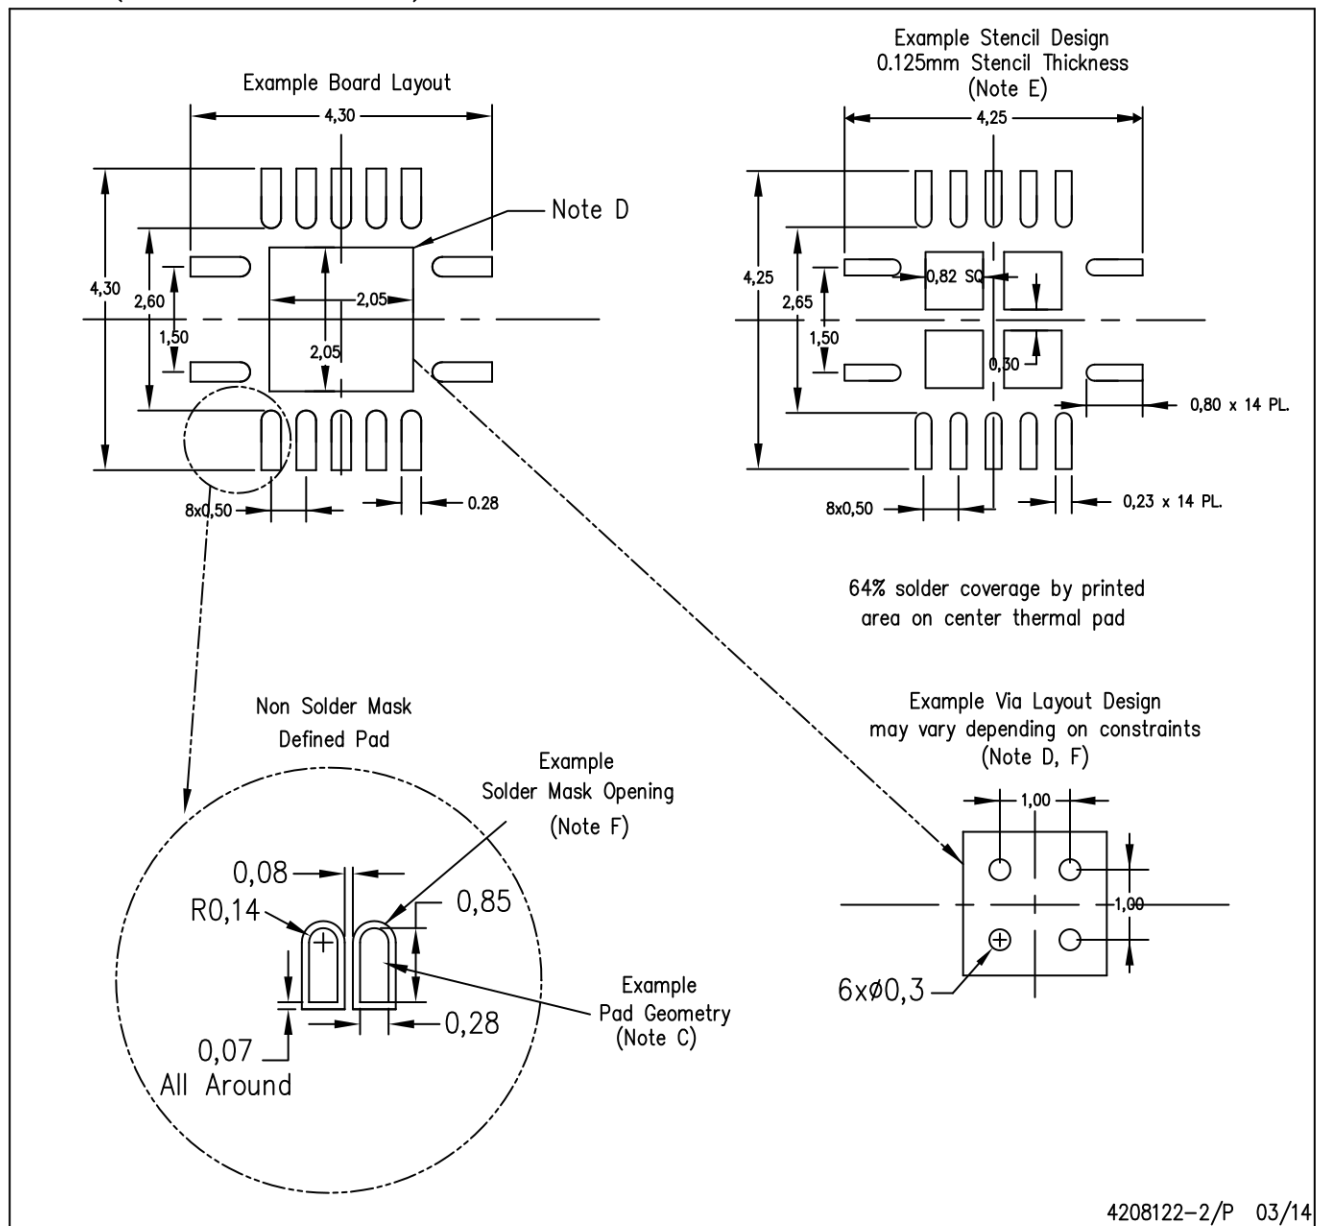 Example Board Layout
4,30
Note D
4,30
2,60
1,50
2,05
2,05
8x0,50
0.28
Example Stencil Design
0.125mm Stencil Thickness
(Note E)
4,25
4,25
2,65
1,50
0,82 SQ
0,30
0,80 x 14 PL.
8x0,50
0,23 x 14 PL.
64% solder coverage by printed
area on center thermal pad
Non Solder Mask
Defined Pad
Example
Solder Mask Opening
(Note F)
0,08
R0,14
0,85
Example
Pad Geometry
(Note C)
0,28
0,07
All Around
Example Via Layout Design
may vary depending on constraints
(Note D, F)
1,00
1,00
6xø0,3
4208122-2/P 03/14